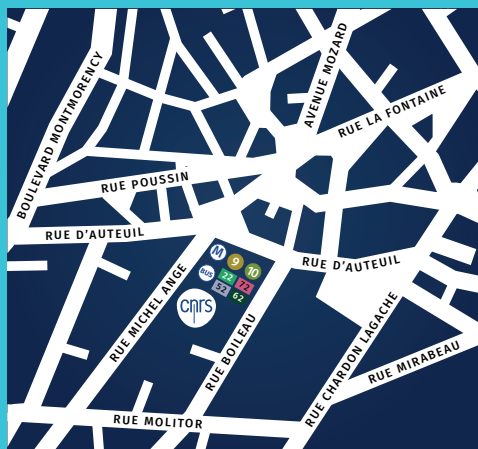 BOULEVARD MONTMORENCY
AVENUE MOZARD
RUE LA FONTAINE
RUE POUSSIN
RUE D'AUTEUIL
RUE D'AUTEUIL
M
9
10
BUS
22
72
52
62
cnrs
RUE MICHEL ANGE
RUE BOILEAU
RUE CHARDON LAGACHE
RUE MIRABEAU
RUE MOLITOR